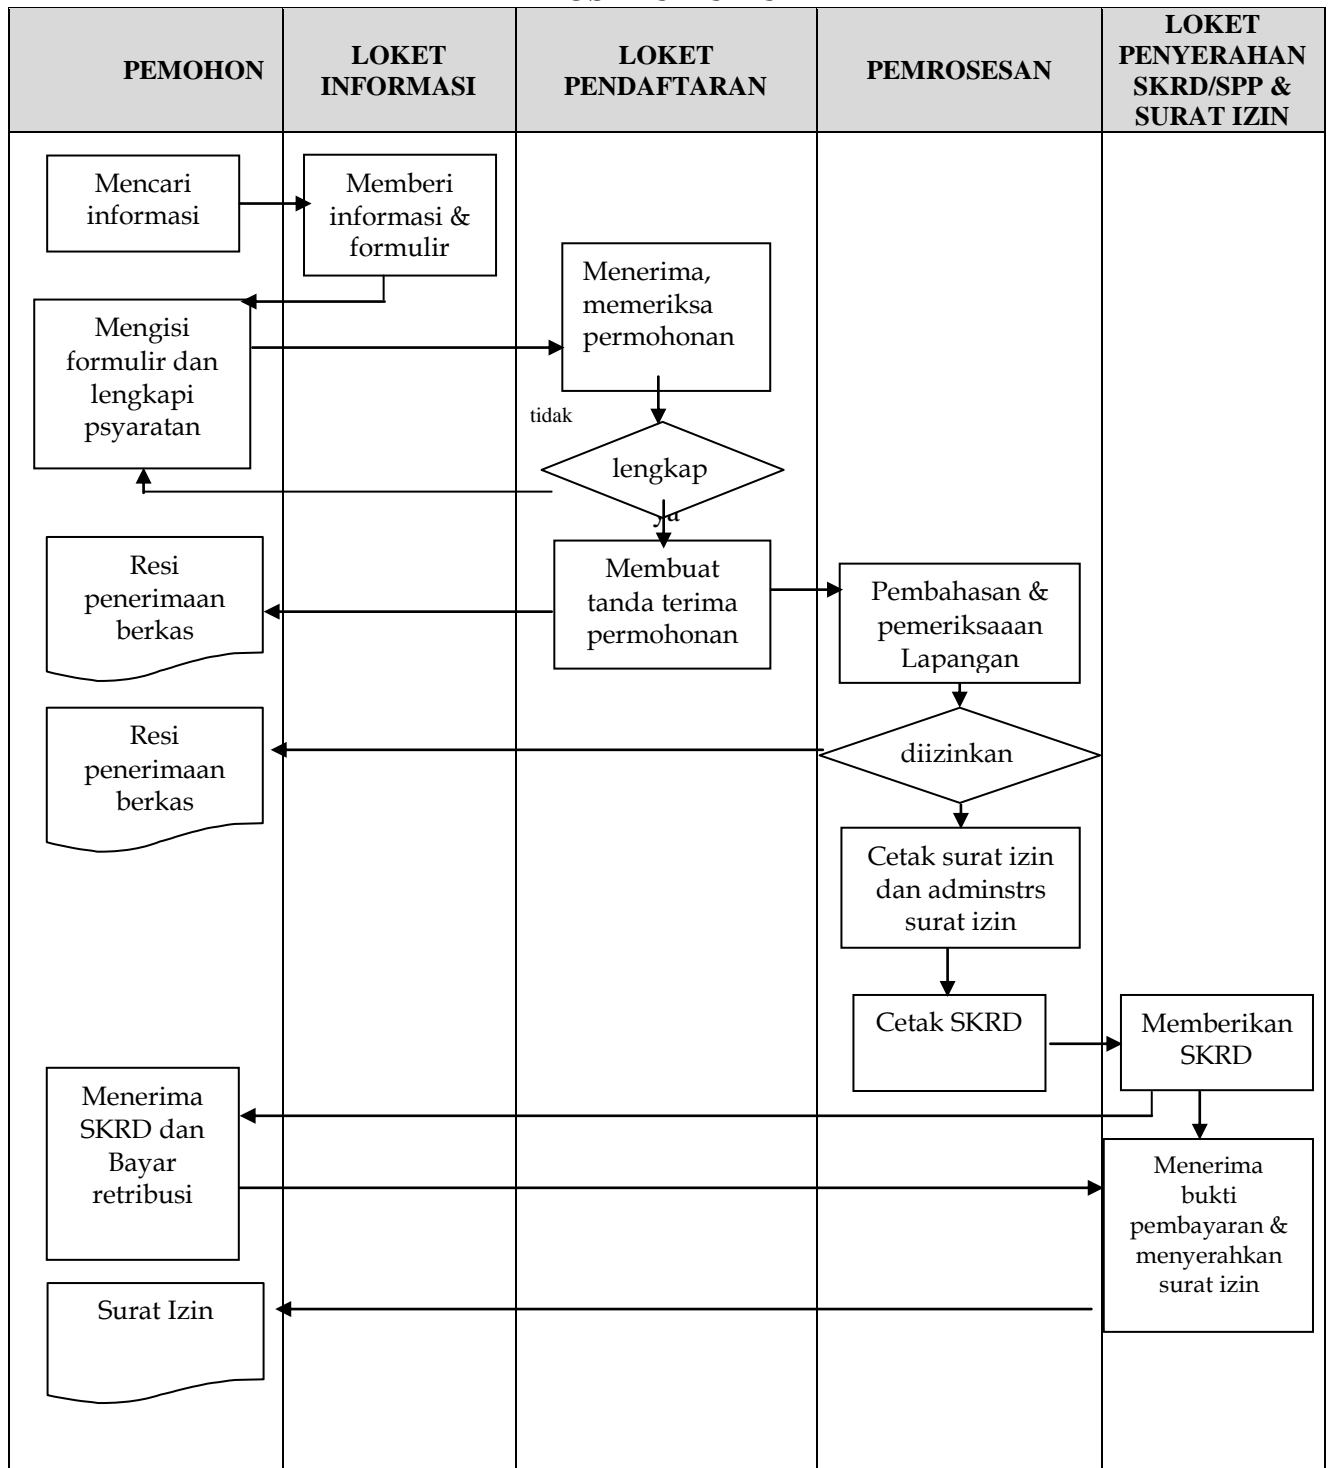 PEMOHON
LOKET
INFORMASI
LOKET
PENDAFTARAN
PEMROSESAN
LOKET
PENYERAHAN
SKRD/SPP &
SURAT IZIN
Mencari
informasi
Memberi
informasi &
formulir
Menerima,
memeriksa
permohonan
Mengisi
formulir dan
lengkapi
psyaratan
tidak
lengkap
ya
Resi
penerimaan
berkas
Membuat
tanda terima
permohonan
Pembahasan &
pemeriksaaan
Lapangan
Resi
penerimaan
berkas
diizinkan
Cetak surat izin
dan adminstrs
surat izin
Cetak SKRD
Memberikan
SKRD
Menerima
SKRD dan
Bayar
retribusi
Menerima
bukti
pembayaran &
menyerahkan
surat izin
Surat Izin